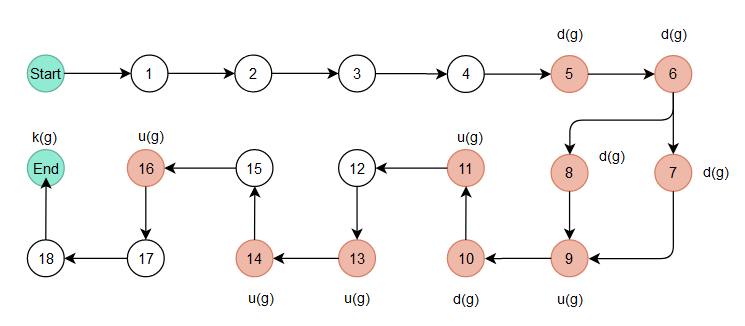 d(g) d(g)
Start 1 2 3 4 5 6
k(g) u(g) u(g)
d(g)
End 16 15 12 11 8 7 d(g)
18 17 14 13 10 9
u(g) u(g) d(g) u(g)